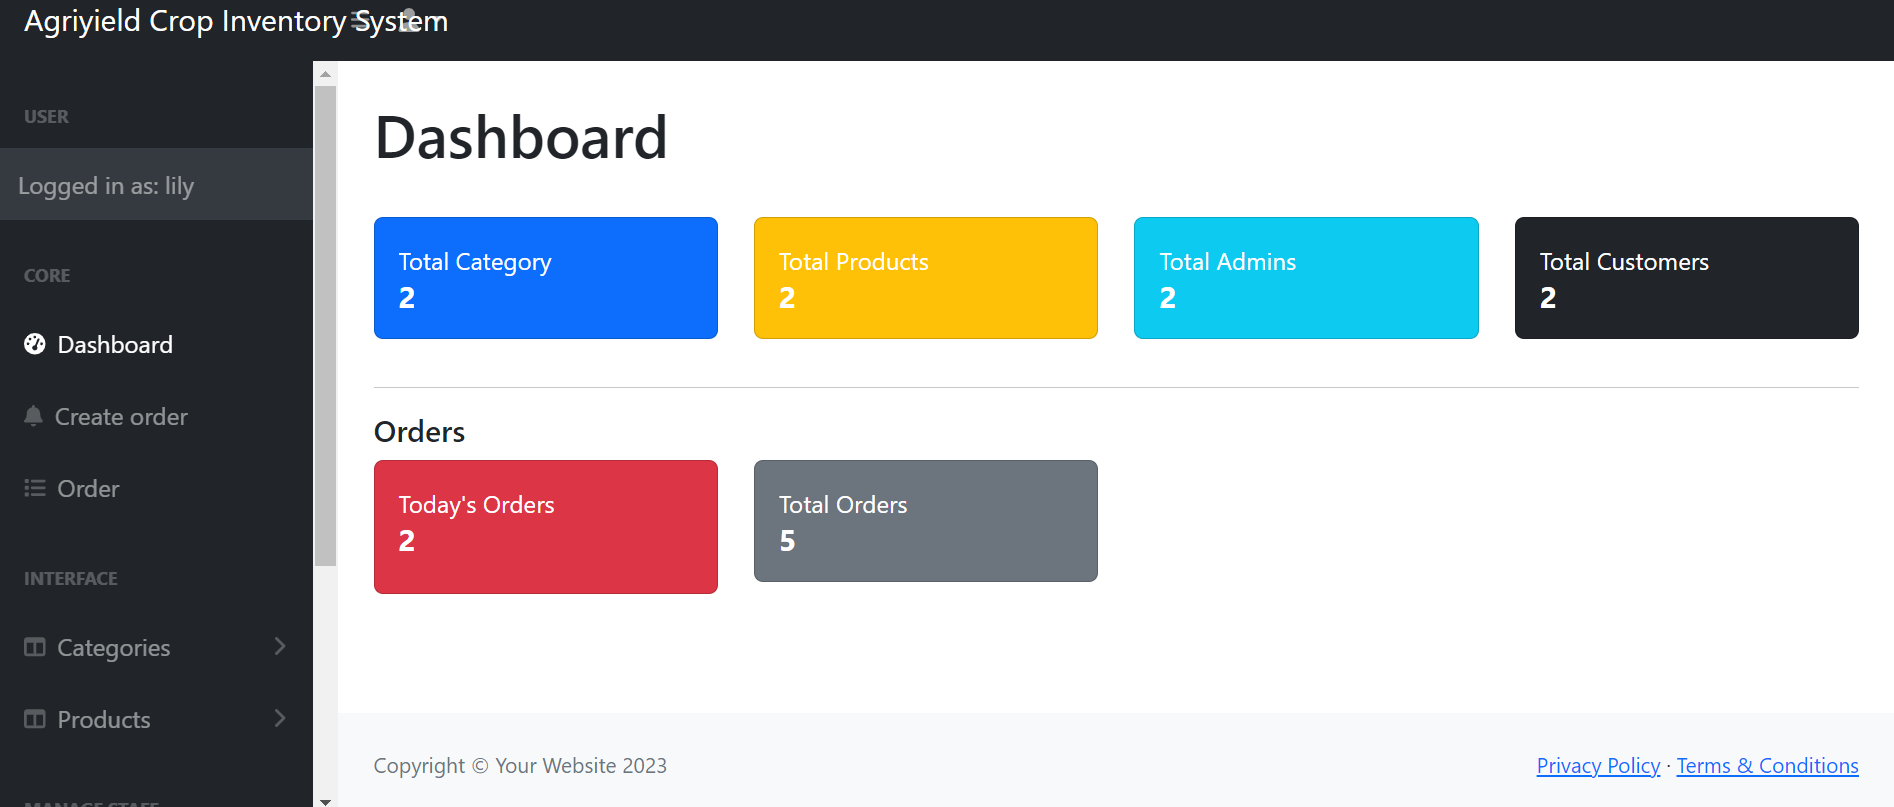 Agriyield Crop Inventory System
USER
Logged in as: lily
CORE
Dashboard
Create order
Order
INTERFACE
Categories
Products
MANAGE STAFF
Dashboard
Total Category
2
Total Products
2
Total Admins
2
Total Customers
2
Orders
Today's Orders
2
Total Orders
5
Copyright © Your Website 2023
Privacy Policy · Terms & Conditions